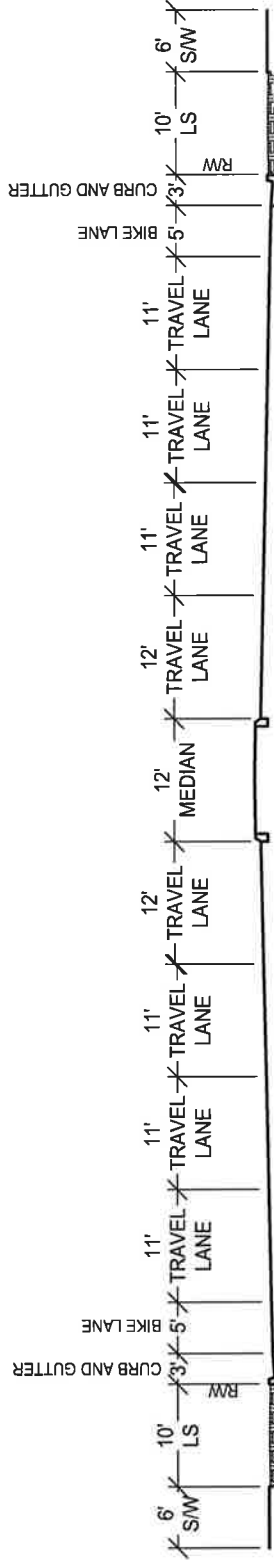 6'
S/W
10'
LS
R/W
3'
CURB AND GUTTER
5'
BIKE LANE
11'
TRAVEL
LANE
11'
TRAVEL
LANE
11'
TRAVEL
LANE
12'
TRAVEL
LANE
12'
MEDIAN
12'
TRAVEL
LANE
11'
TRAVEL
LANE
11'
TRAVEL
LANE
11'
TRAVEL
LANE
5'
BIKE LANE
3'
CURB AND GUTTER
R/W
10'
LS
6'
S/W